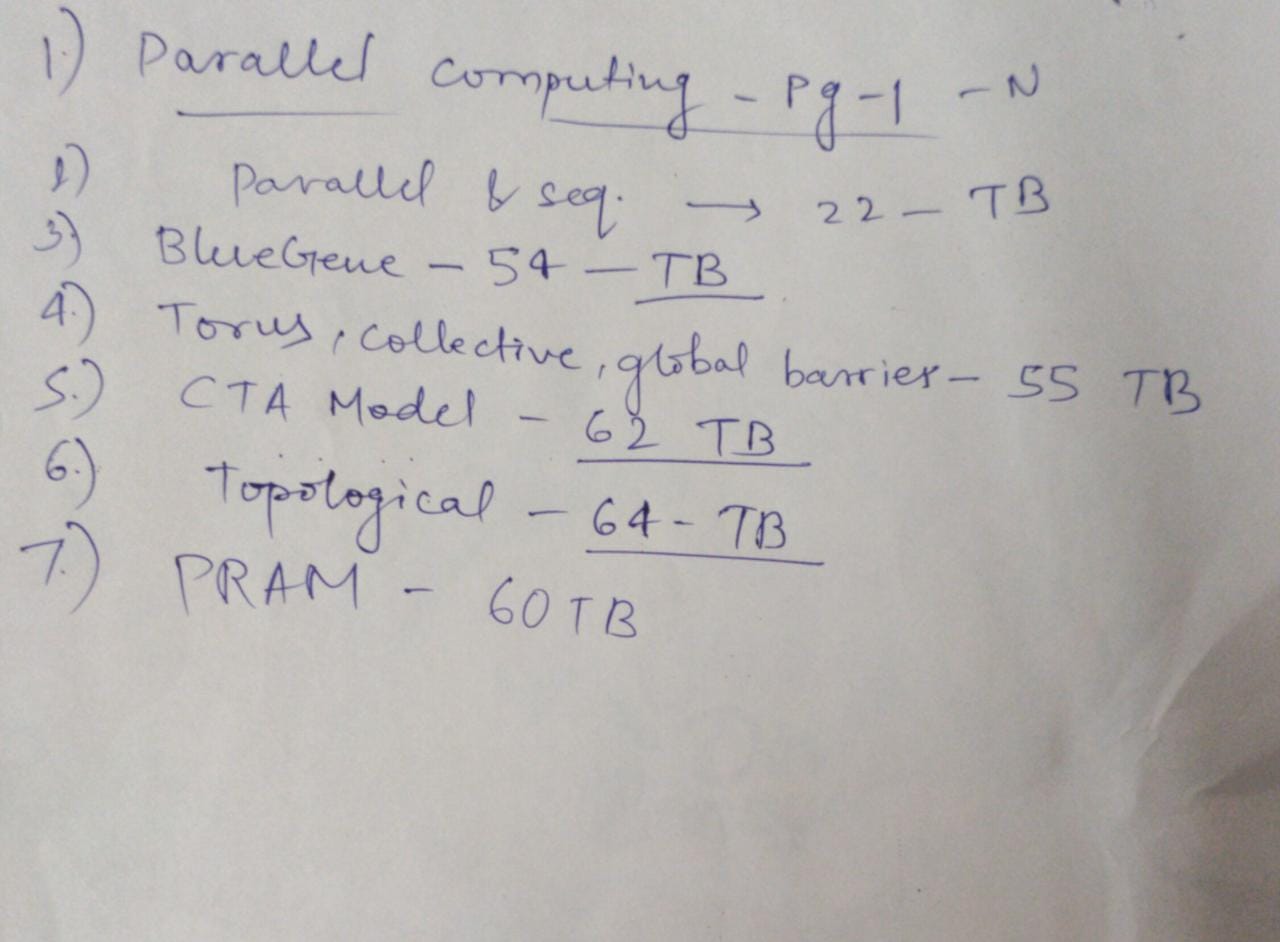 1.) Parallel computing - Pg-1 - N
2) Parallel & seq. → 22 - TB
3.) BlueGene - 54 - TB
4.) Torus, collective, global barrier - 55 TB
5.) CTA Model - 62 TB
6.) Topological - 64 - TB
7.) PRAM - 60 TB